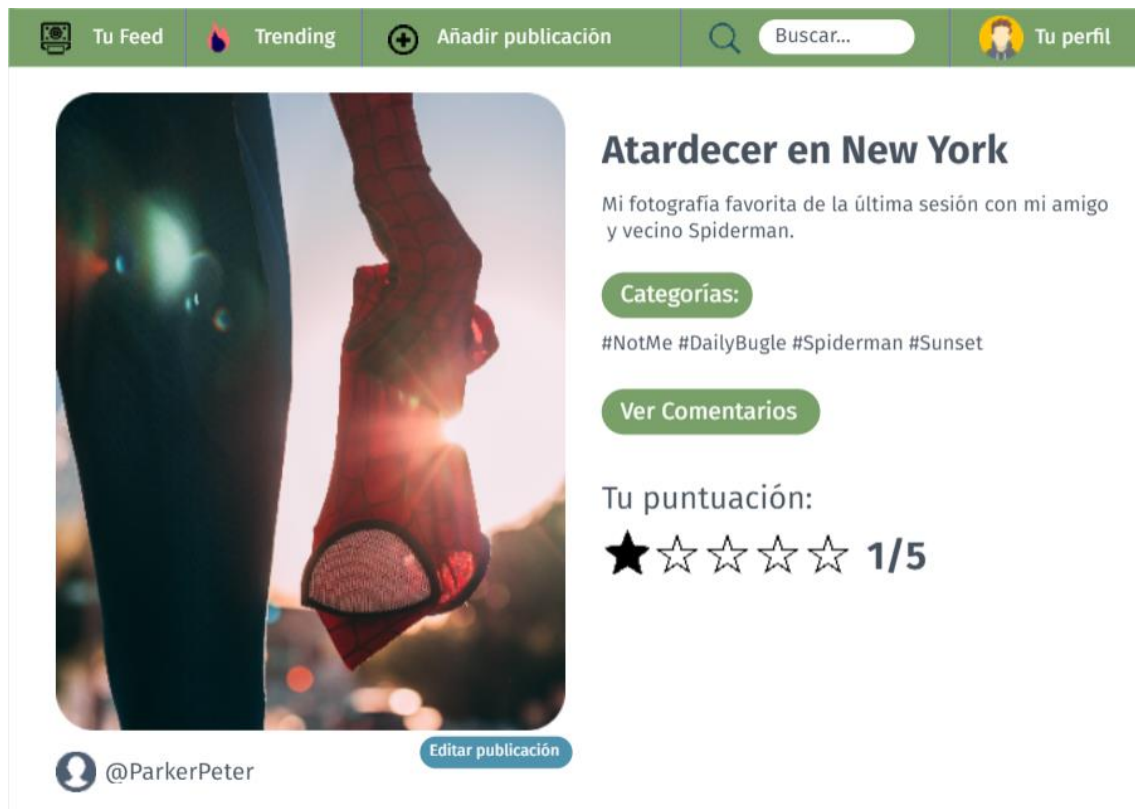 Tu Feed
Trending
Añadir publicación
Buscar...
Tu perfil
Atardecer en New York
Mi fotografía favorita de la última sesión con mi amigo
y vecino Spiderman.
Categorías:
#NotMe #DailyBugle #Spiderman #Sunset
Ver Comentarios
Tu puntuación:
1/5
Editar publicación
@ParkerPeter